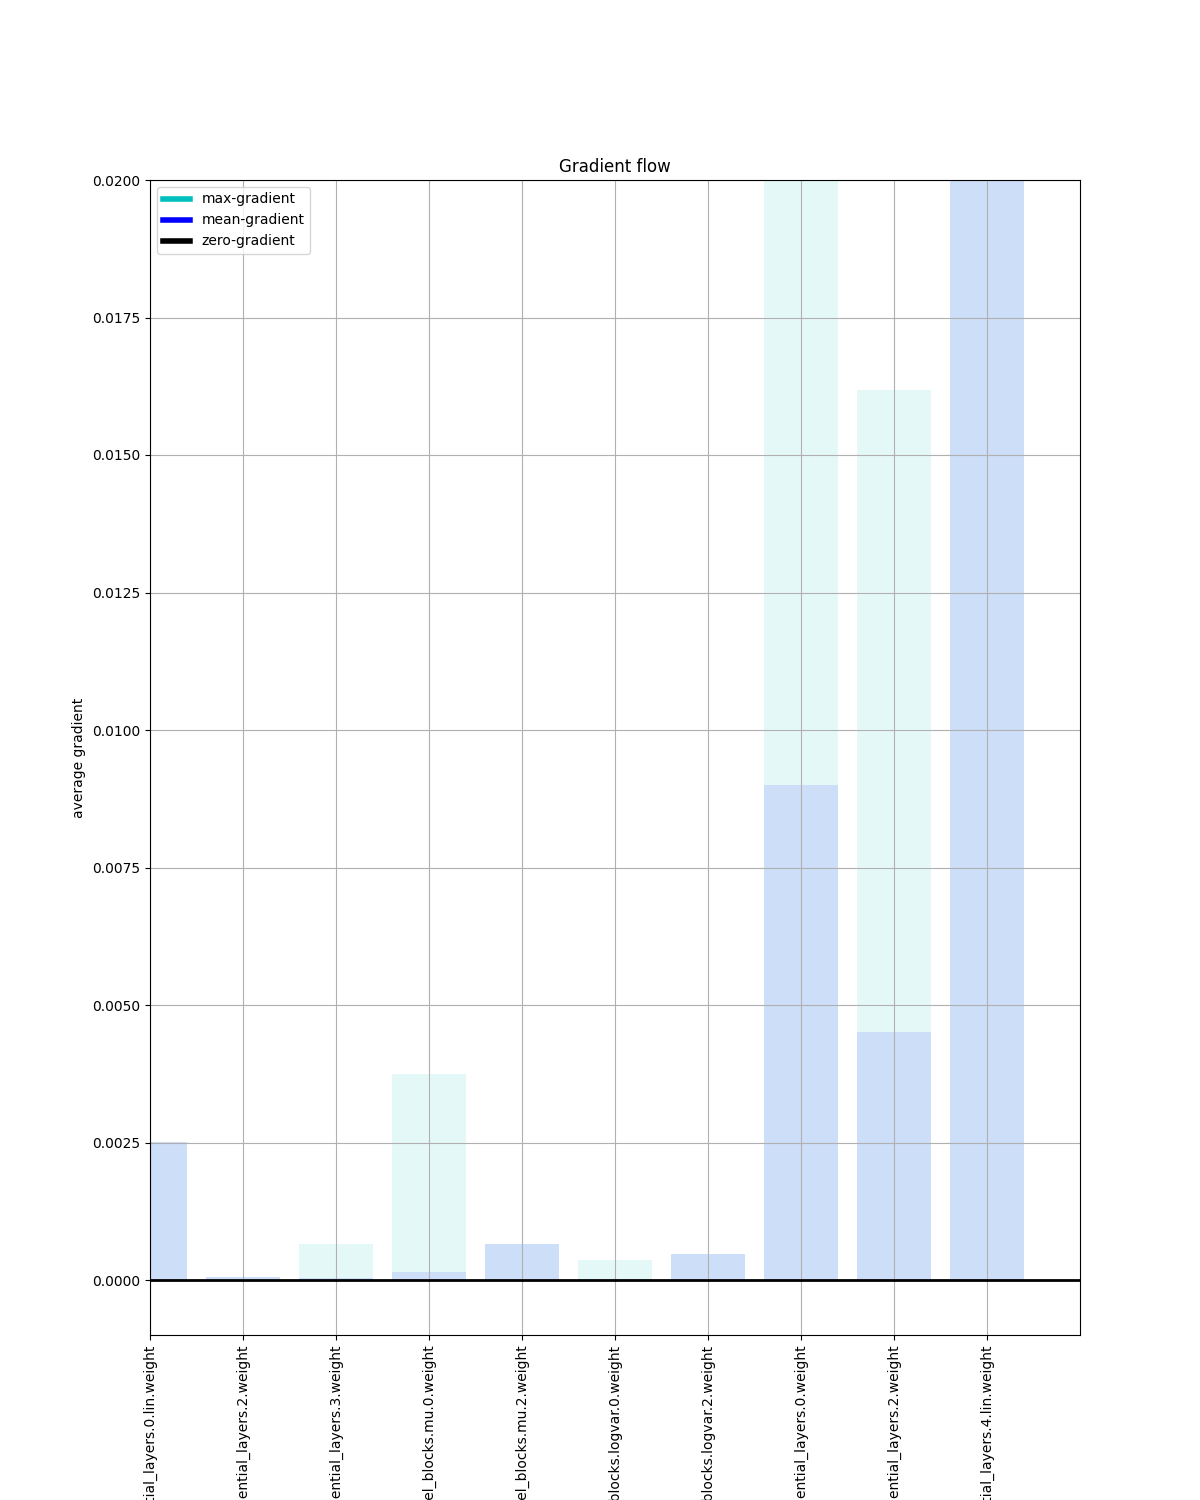 Gradient flow
max-gradient
mean-gradient
zero-gradient
0.0200
0.0175
0.0150
0.0125
0.0100
0.0075
0.0050
0.0025
0.0000
average gradient
tial_layers.0.lin.weight
ential_layers.2.weight
ential_layers.3.weight
el_blocks.mu.0.weight
el_blocks.mu.2.weight
blocks.logvar.0.weight
blocks.logvar.2.weight
ential_layers.0.weight
ential_layers.2.weight
cial_layers.4.lin.weight